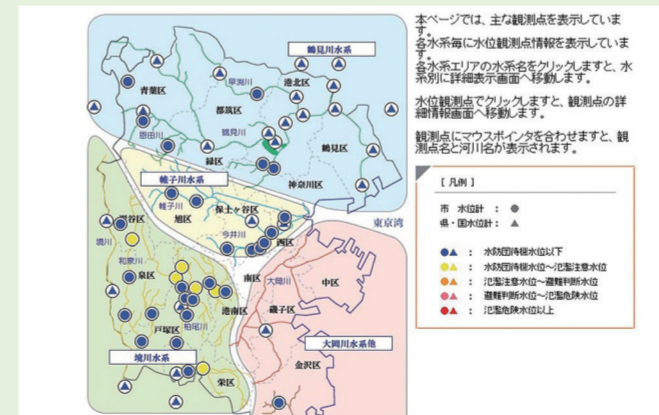 本ページでは、主な観測点を表示していま
す。
各水系毎に水位観測点情報を表示していま
す。
各水系エリアの水系名をクリックしますと、水
系別に詳細表示画面へ移動します。
水位観測点でクリックしますと、観測点の詳
細情報画面へ移動します。
観測点にマウスポインタを合わせますと、観
測点名と河川名が表示されます。
[ 凡例 ]
市 水位計 : ●
県・国水位計 : ▲
●▲ : 水防団待機水位以下
●▲ : 水防団待機水位～氾濫注意水位
●▲ : 氾濫注意水位～避難判断水位
●▲ : 避難判断水位～氾濫危険水位
●▲ : 氾濫危険水位以上
鶴見川水系
青葉区
早渕川
港北区
都筑区
恩田川
鶴見川
鶴見区
緑区
神奈川区
帷子川水系
帷子川
保土ヶ谷区
旭区
東京湾
今井川
西区
境川
和泉川
泉区
南区
大岡川
中区
港南区
磯子区
戸塚区
柏尾川
境川水系
大岡川水系他
金沢区
栄区